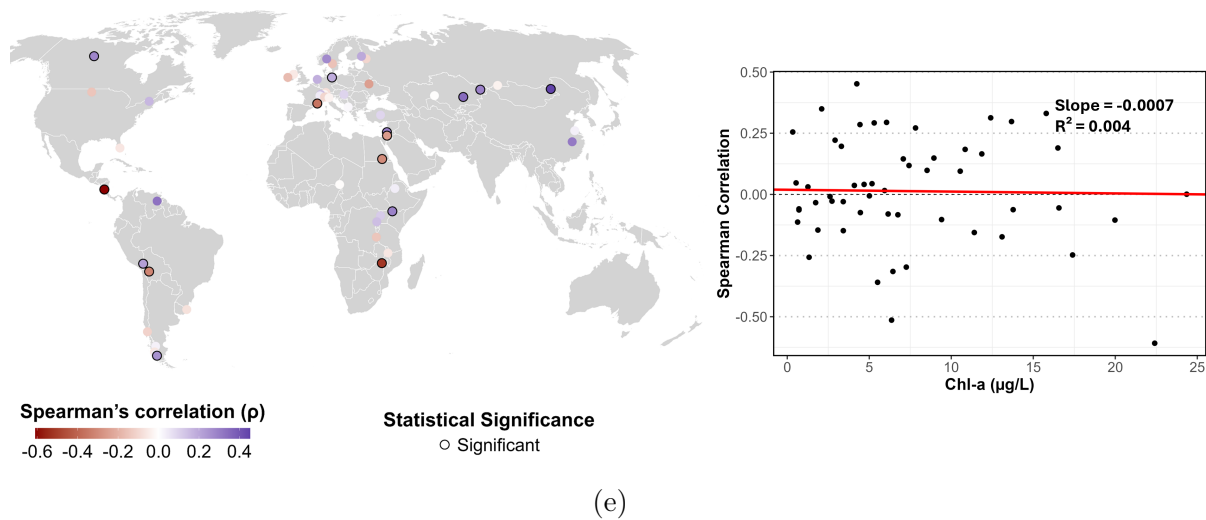 Spearman's correlation (ρ)
-0.6 -0.4 -0.2 0.0 0.2 0.4
Statistical Significance
Significant
Spearman Correlation
0.50
0.25
0.00
-0.25
-0.50
Slope = -0.0007
R² = 0.004
0 5 10 15 20 25
Chl-a (µg/L)
(e)